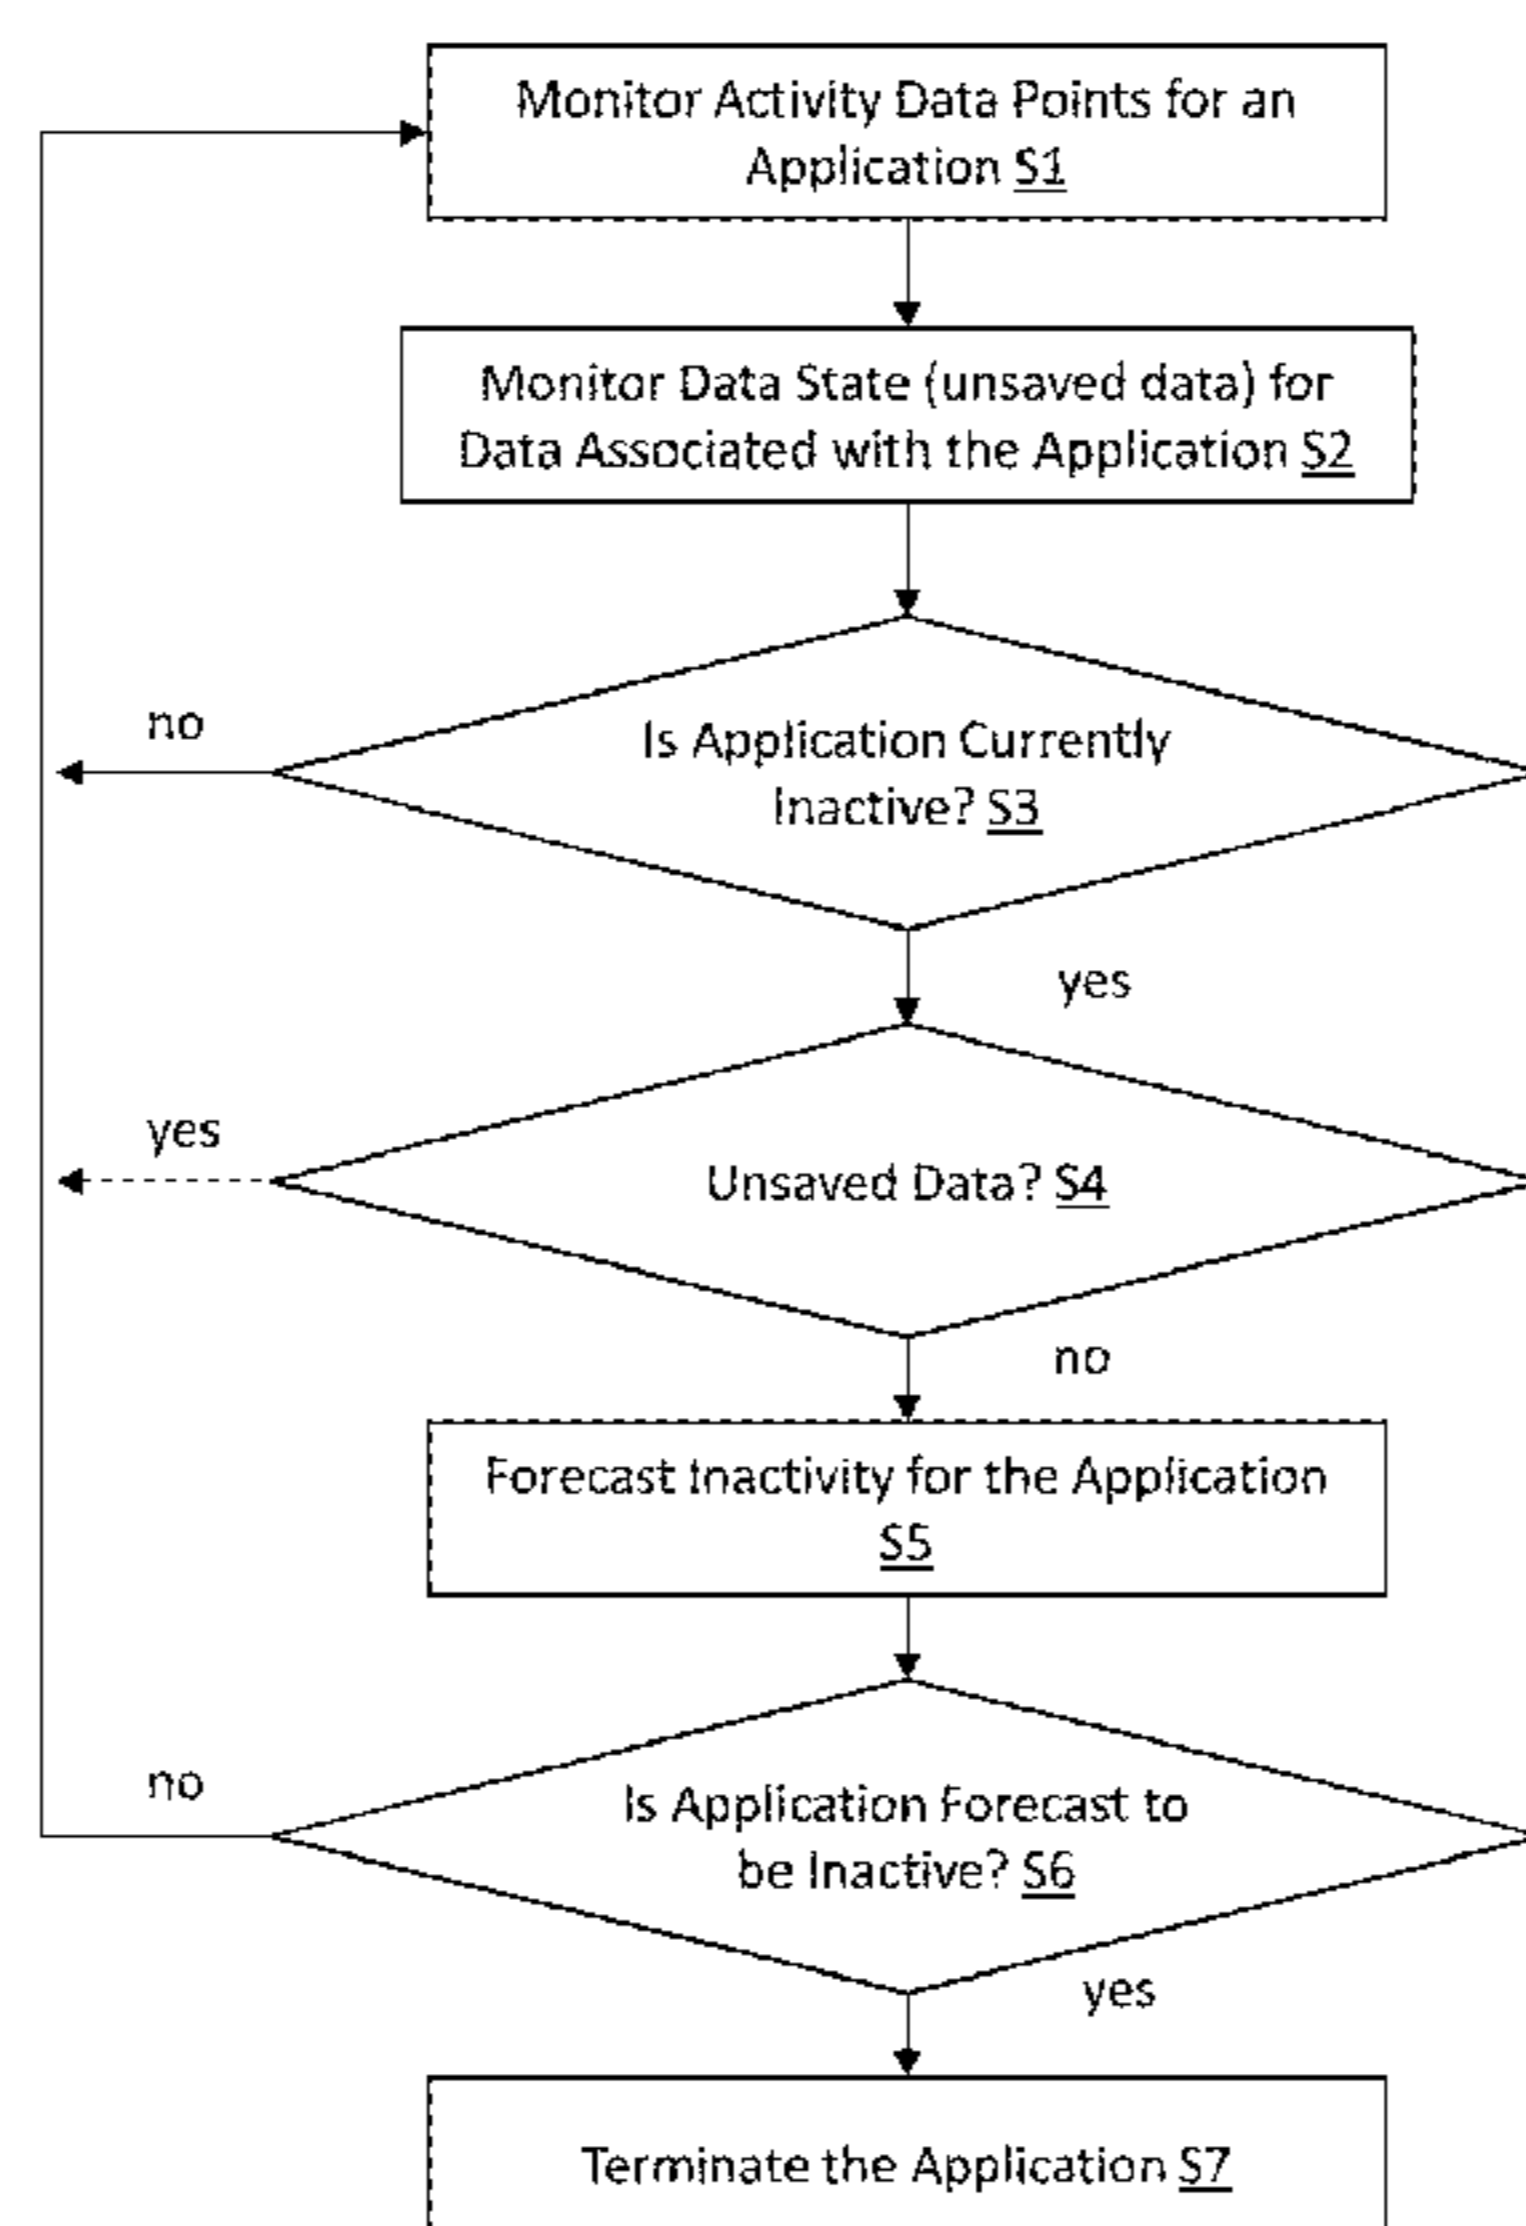 Monitor Activity Data Points for an
Application S1
Monitor Data State (unsaved data) for
Data Associated with the Application S2
no
Is Application Currently
Inactive? S3
yes
yes
Unsaved Data? S4
no
Forecast Inactivity for the Application
S5
no
Is Application Forecast to
be Inactive? S6
yes
Terminate the Application S7